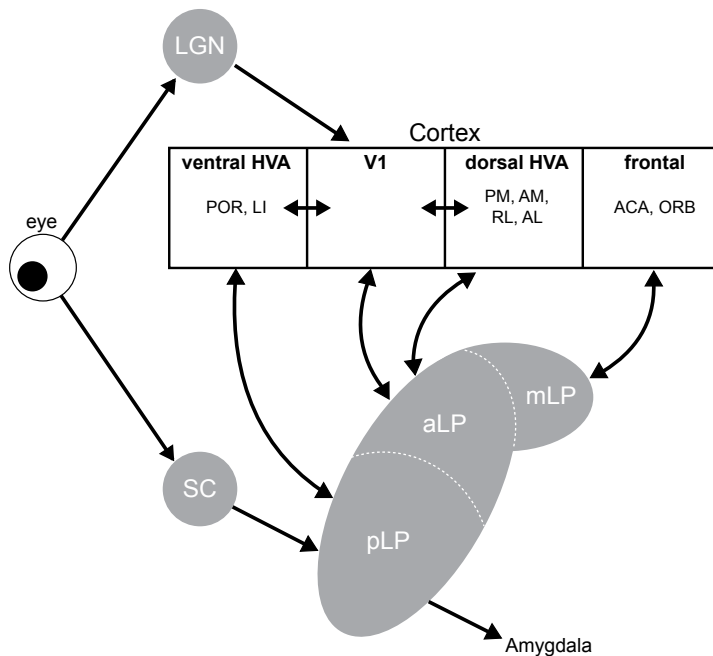 LGN
Cortex
ventral HVA
V1
dorsal HVA
frontal
POR, LI
PM, AM,
RL, AL
ACA, ORB
eye
mLP
aLP
SC
pLP
Amygdala